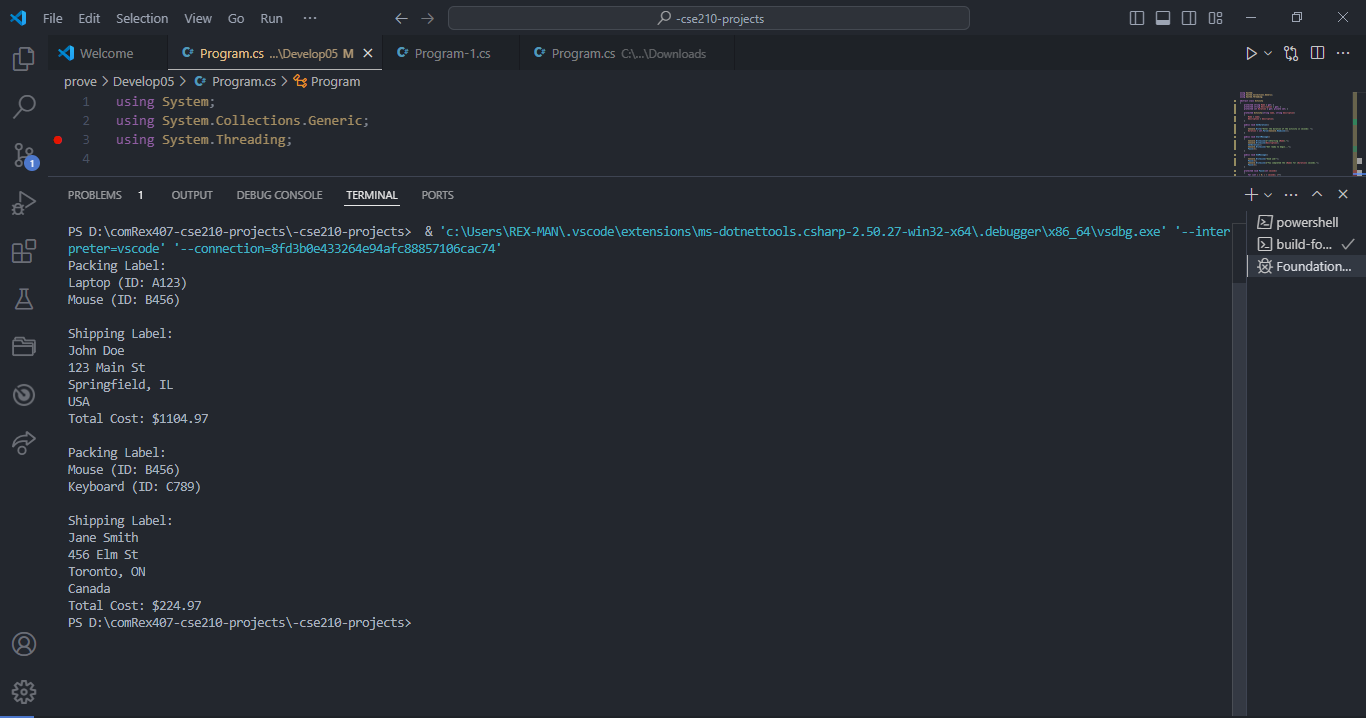 File Edit Selection View Go Run ··· -cse210-projects
Welcome Program.cs ...\Develop05 M Program-1.cs Program.cs C:\...\Downloads
prove > Develop05 > Program.cs > Program
1 using System;
2 using System.Collections.Generic;
3 using System.Threading;
4
1
PROBLEMS 1 OUTPUT DEBUG CONSOLE TERMINAL PORTS
PS D:\comRex407-cse210-projects\-cse210-projects> & 'c:\Users\REX-MAN\.vscode\extensions\ms-dotnettools.csharp-2.50.27-win32-x64\.debugger\x86_64\vsdbg.exe' '--inter
preter=vscode' '--connection=8fd3b0e433264e94afc88857106cac74'
Packing Label:
Laptop (ID: A123)
Mouse (ID: B456)
Shipping Label:
John Doe
123 Main St
Springfield, IL
USA
Total Cost: $1104.97
Packing Label:
Mouse (ID: B456)
Keyboard (ID: C789)
Shipping Label:
Jane Smith
456 Elm St
Toronto, ON
Canada
Total Cost: $224.97
PS D:\comRex407-cse210-projects\-cse210-projects>
powershell
build-fo...
Foundation...